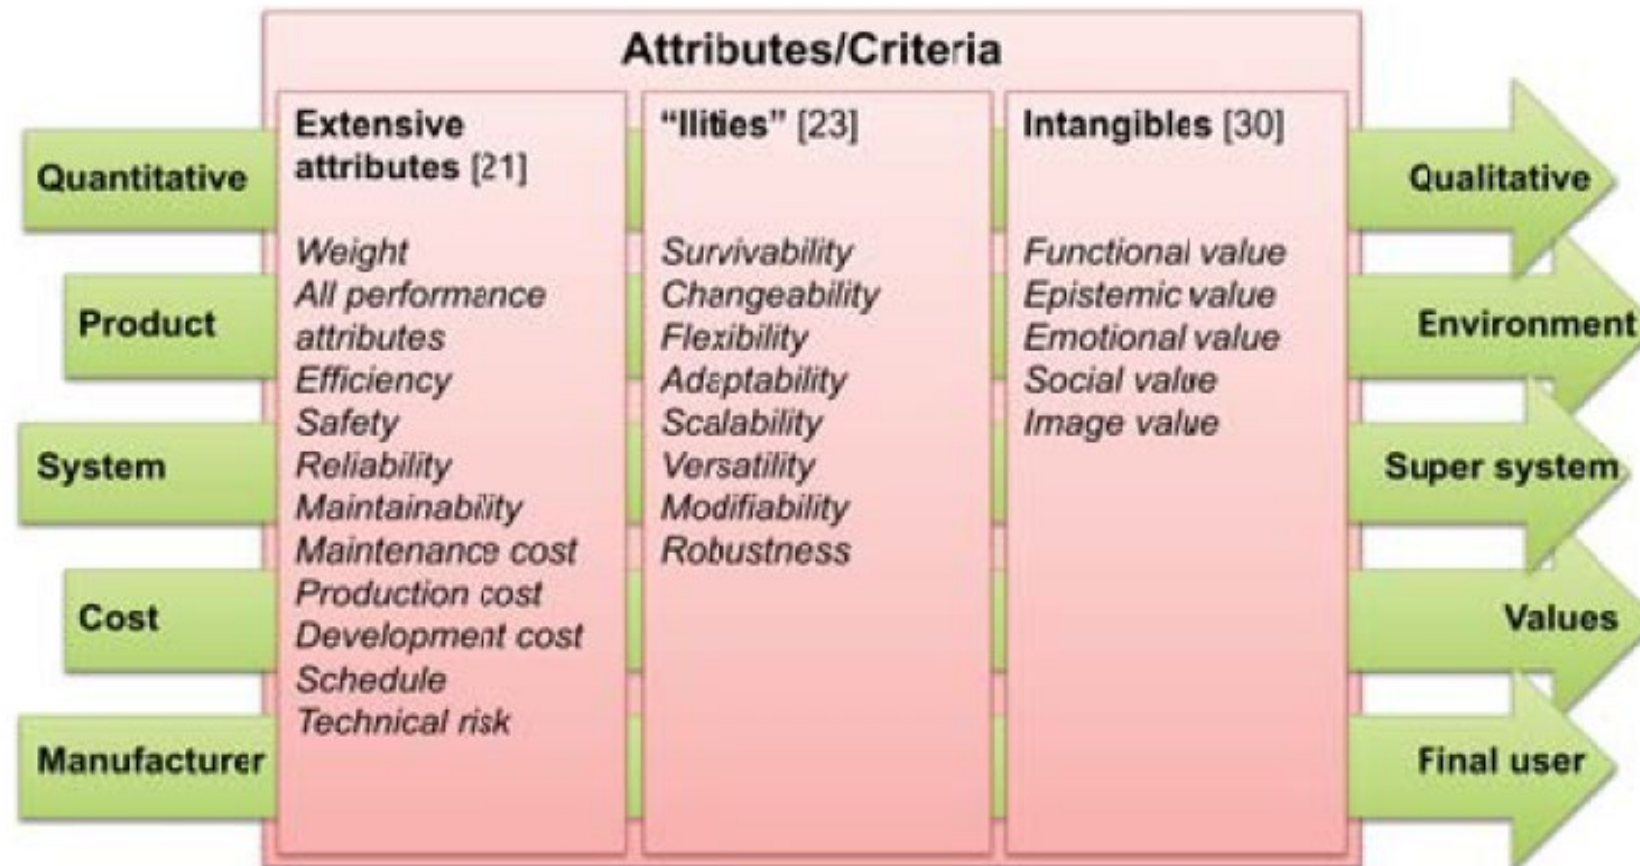 Attributes/Criteria
Quantitative
Product
System
Cost
Manufacturer
Extensive
attributes [21]
Weight
All performance
attributes
Efficiency
Safety
Reliability
Maintainability
Maintenance cost
Production cost
Development cost
Schedule
Technical risk
“Ilities” [23]
Survivability
Changeability
Flexibility
Adaptability
Scalability
Versatility
Modifiability
Robustness
Intangibles [30]
Functional value
Epistemic value
Emotional value
Social value
Image value
Qualitative
Environment
Super system
Values
Final user